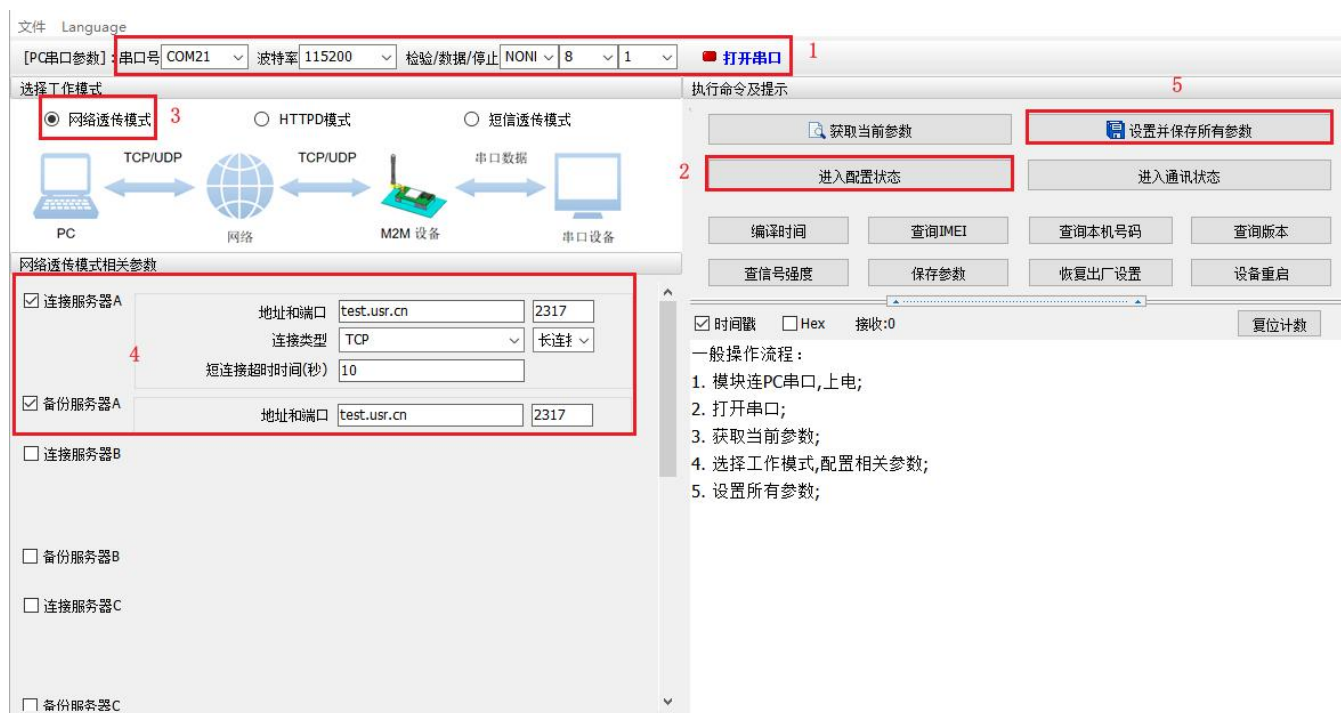 文件 Language
[PC串口参数]:串口号 COM21 波特率 115200 检验/数据/停止 NONI 8 1 打开串口 1
选择工作模式
网络透传模式 3 HTTPD模式 短信透传模式
TCP/UDP TCP/UDP 串口数据
PC 网络 M2M 设备 串口设备
网络透传模式相关参数
连接服务器A 地址和端口 test.usr.cn 2317
连接类型 TCP 长连
4
短连接超时时间(秒) 10
备份服务器A 地址和端口 test.usr.cn 2317
连接服务器B
备份服务器B
连接服务器C
备份服务器C
执行命令及提示 5
获取当前参数 设置并保存所有参数
2 进入配置状态 进入通讯状态
编译时间 查询IMEI 查询本机号码 查询版本
查信号强度 保存参数 恢复出厂设置 设备重启
时间戳 Hex 接收:0 复位计数
一般操作流程:
1. 模块连PC串口,上电;
2. 打开串口;
3. 获取当前参数;
4. 选择工作模式,配置相关参数;
5. 设置所有参数;